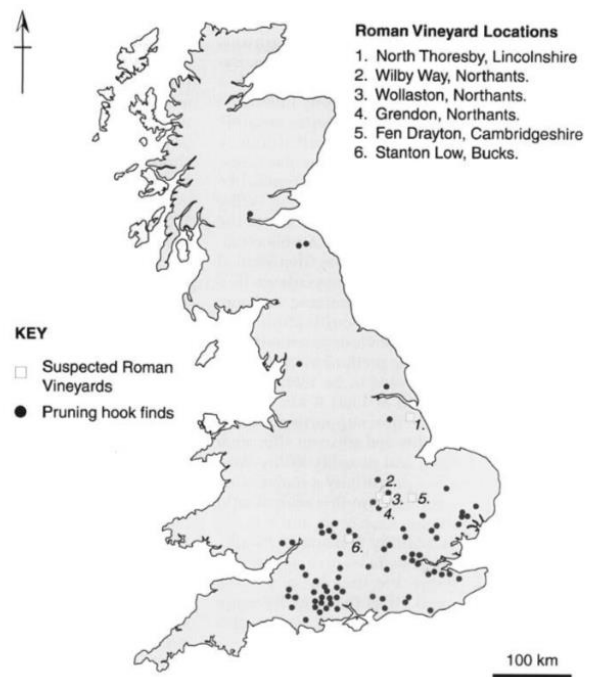 Roman Vineyard Locations
1. North Thoresby, Lincolnshire
2. Wilby Way, Northants.
3. Wollaston, Northants.
4. Grendon, Northants.
5. Fen Drayton, Cambridgeshire
6. Stanton Low, Bucks.
KEY
Suspected Roman
Vineyards
Pruning hook finds
1.
2.
3.
5.
4.
6.
100 km